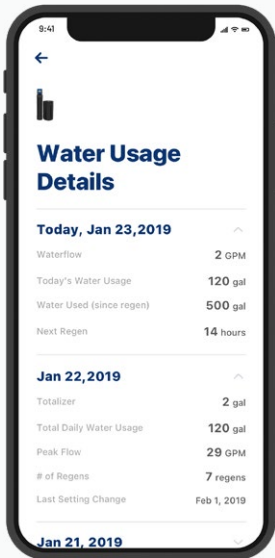 9:41
Water Usage
Details
Today, Jan 23,2019
Waterflow 2 GPM
Today's Water Usage 120 gal
Water Used (since regen) 500 gal
Next Regen 14 hours
Jan 22,2019
Totalizer 2 gal
Total Daily Water Usage 120 gal
Peak Flow 29 GPM
# of Regens 7 regens
Last Setting Change Feb 1, 2019
Jan 21, 2019